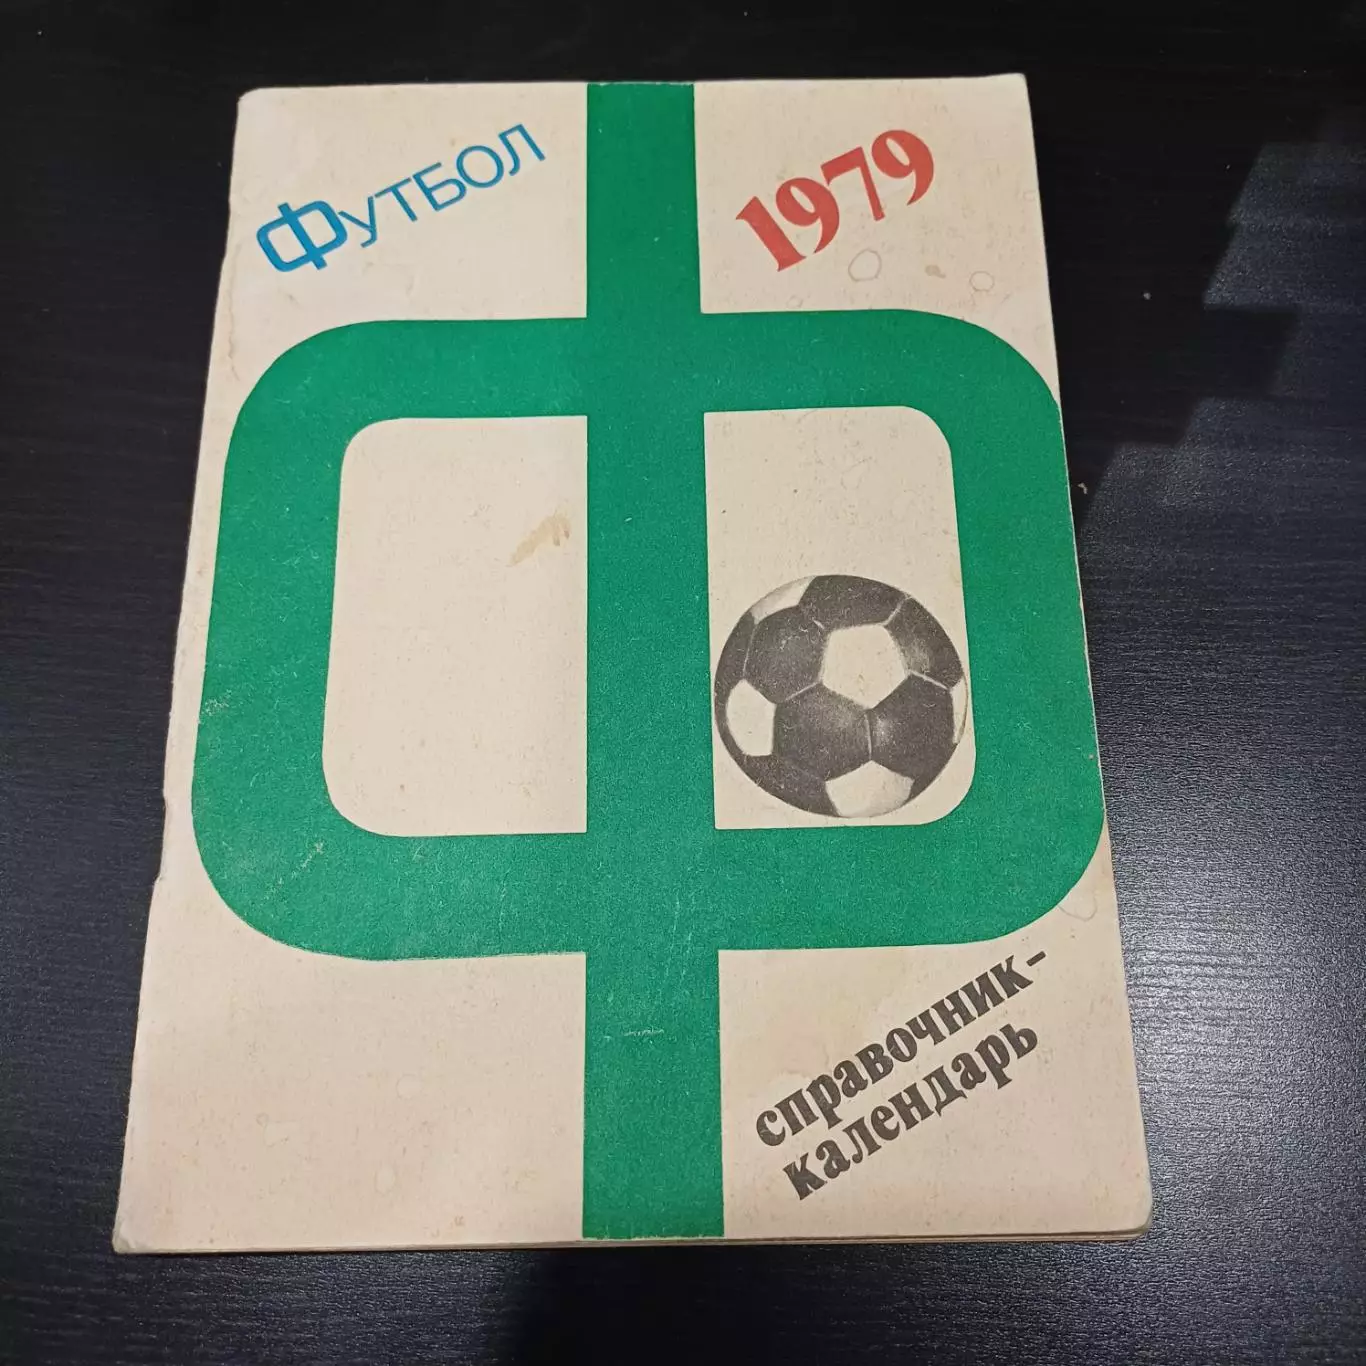 Футбол
1979
Ф
справочник-
календарь